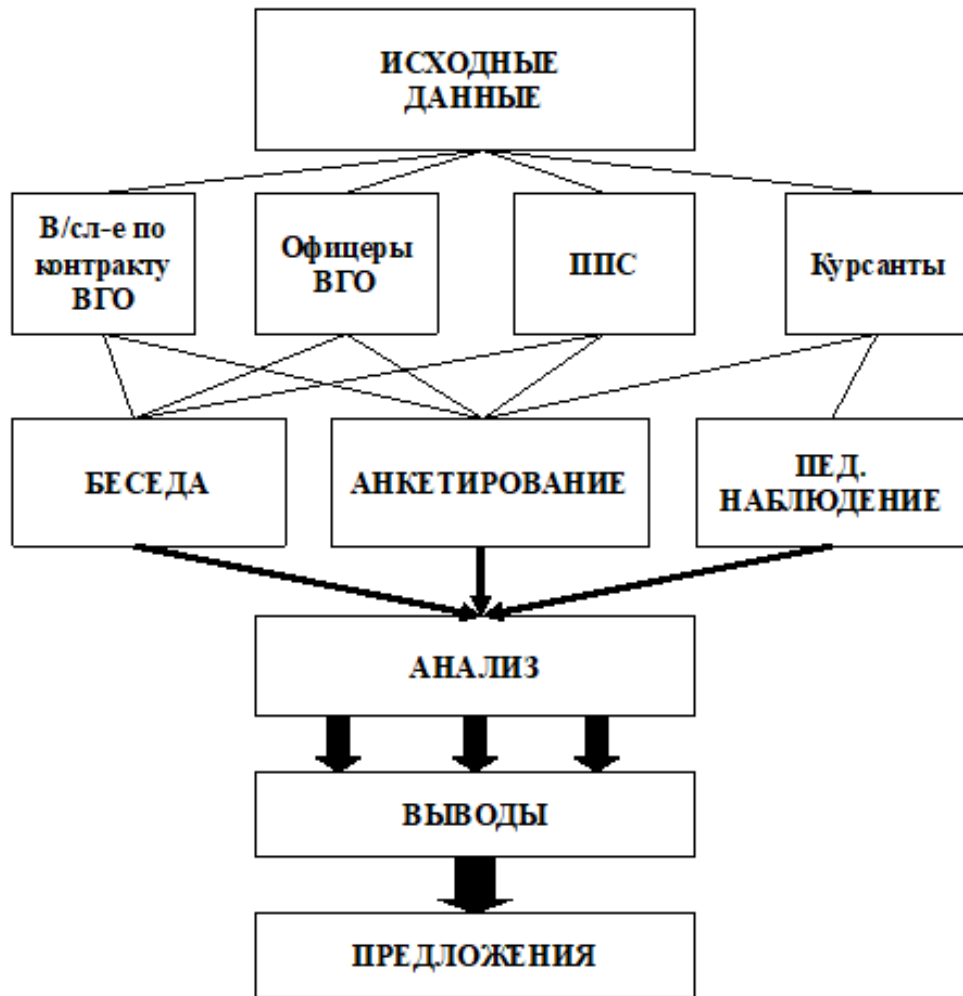 ИСХОДНЫЕ
ДАННЫЕ
В/сл-е по
контракту
ВГО
Офицеры
ВГО
ППС
Курсанты
БЕСЕДА
АНКЕТИРОВАНИЕ
ПЕД.
НАБЛЮДЕНИЕ
АНАЛИЗ
ВЫВОДЫ
ПРЕДЛОЖЕНИЯ